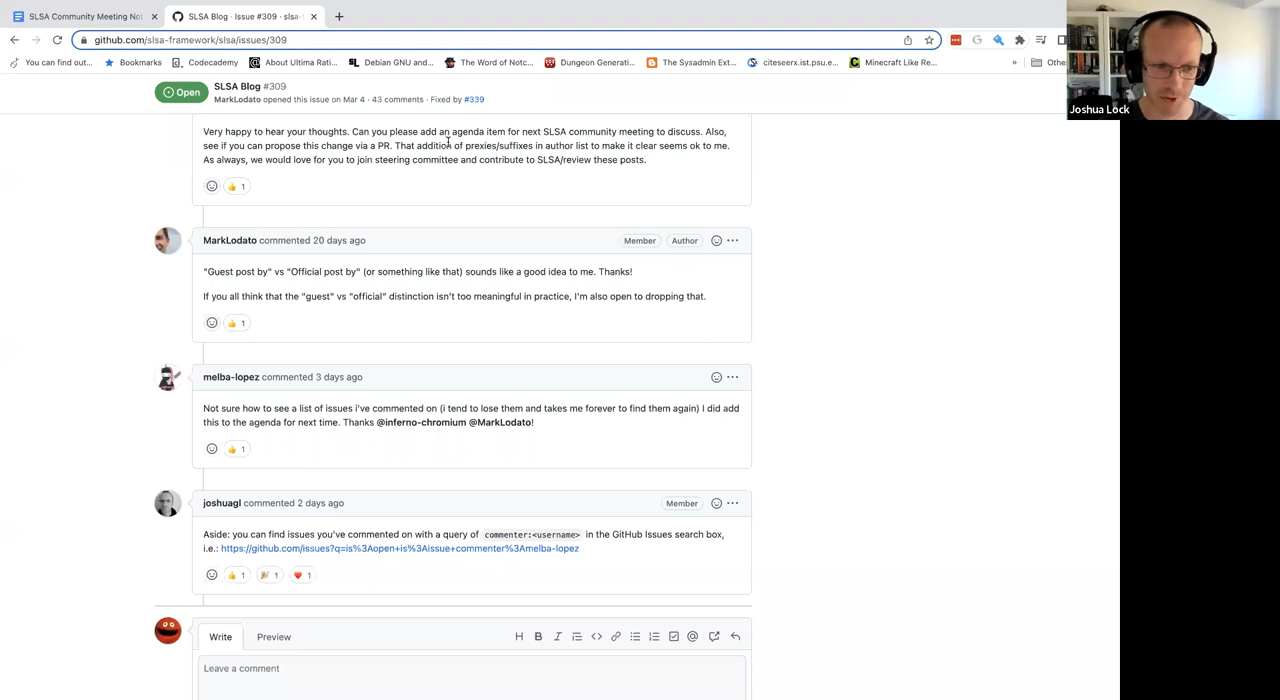 SLSA Community Meeting Not
SLSA Blog · Issue #309 · slsa-f
github.com/slsa-framework/slsa/issues/309
You can find out...
Bookmarks
Codecademy
About Ultima Rati...
Debian GNU and...
The Word of Notc...
Dungeon Generati...
The Sysadmin Ext...
citeseerx.ist.psu.e...
Minecraft Like Re...
»
Othe
Joshua Lock
Open
SLSA Blog #309
MarkLodato opened this issue on Mar 4 · 43 comments · Fixed by #339
Very happy to hear your thoughts. Can you please add an agenda item for next SLSA community meeting to discuss. Also,
see if you can propose this change via a PR. That addition of prexies/suffixes in author list to make it clear seems ok to me.
As always, we would love for you to join steering committee and contribute to SLSA/review these posts.
1
MarkLodato commented 20 days ago
Member
Author
"Guest post by" vs "Official post by" (or something like that) sounds like a good idea to me. Thanks!
If you all think that the "guest" vs "official" distinction isn't too meaningful in practice, I'm also open to dropping that.
1
melba-lopez commented 3 days ago
Not sure how to see a list of issues i've commented on (i tend to lose them and takes me forever to find them again) I did add
this to the agenda for next time. Thanks @inferno-chromium @MarkLodato!
1
joshuagl commented 2 days ago
Member
Aside: you can find issues you've commented on with a query of commenter:<username> in the GitHub Issues search box,
i.e.: https://github.com/issues?q=is%3Aopen+is%3Aissue+commenter%3Amelba-lopez
1
1
1
Write
Preview
Leave a comment